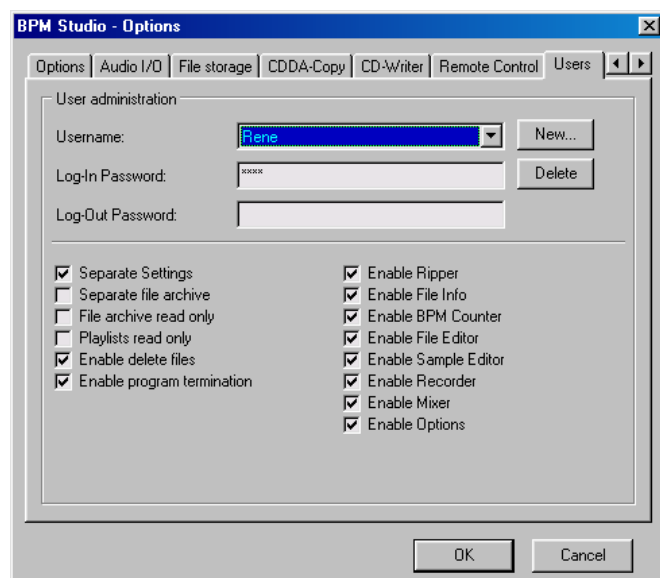 BPM Studio - Options
Options Audio I/O File storage CDDA-Copy CD-Writer Remote Control Users
User administration
Username: Rene New...
Log-In Password: **** Delete
Log-Out Password:
Separate Settings Enable Ripper
Separate file archive Enable File Info
File archive read only Enable BPM Counter
Playlists read only Enable File Editor
Enable delete files Enable Sample Editor
Enable program termination Enable Recorder
Enable Mixer
Enable Options
OK Cancel